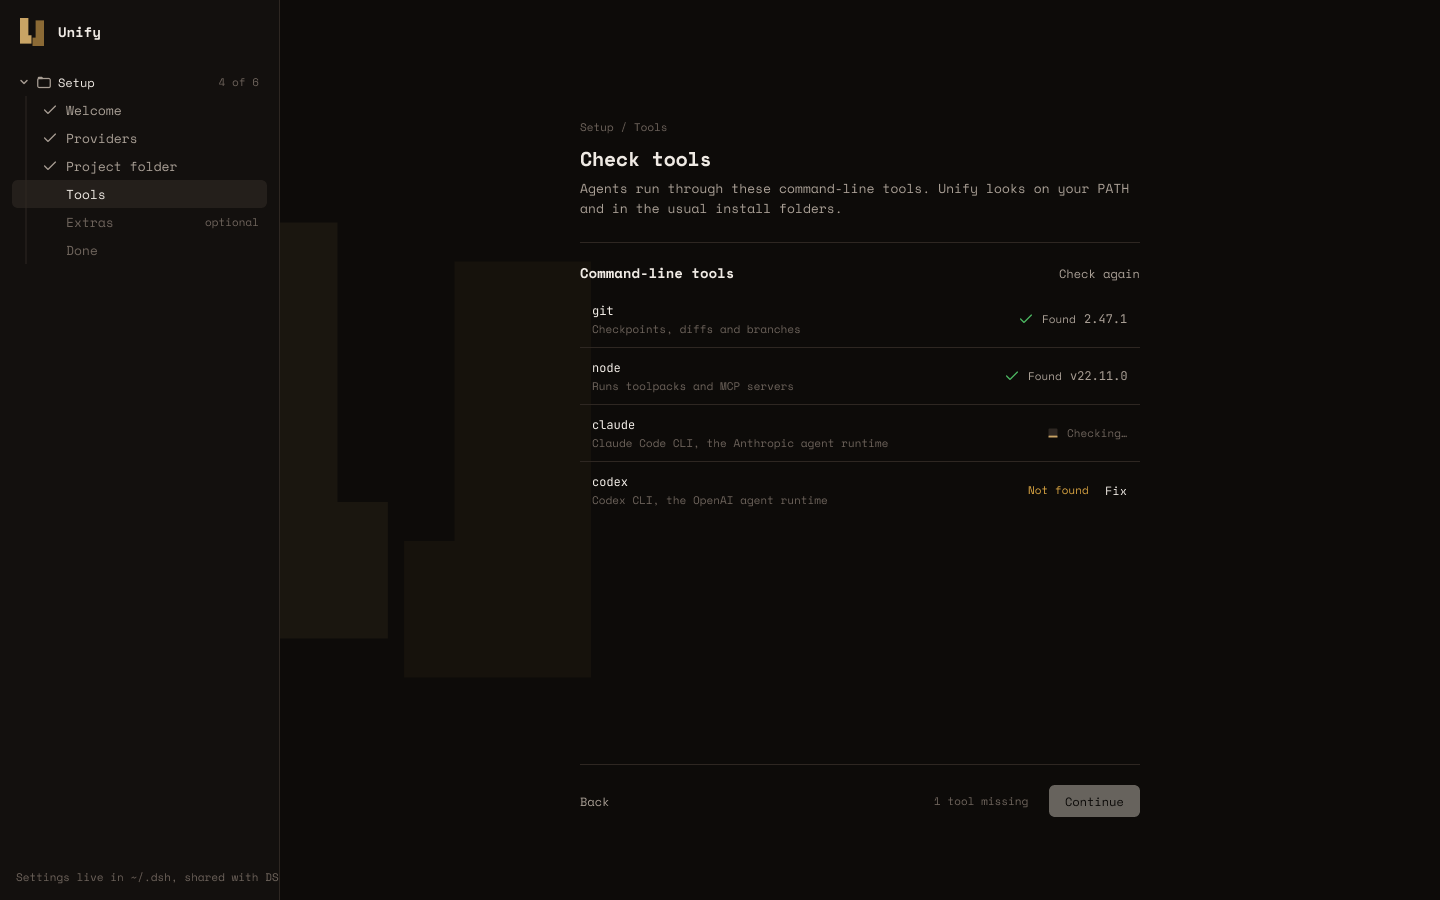 Unify
Setup 4 of 6
Welcome
Providers
Project folder
Tools
Extras optional
Done
Settings live in ~/.dsh, shared with DS
Setup / Tools
Check tools
Agents run through these command-line tools. Unify looks on your PATH
and in the usual install folders.
Command-line tools Check again
git
Checkpoints, diffs and branches
Found 2.47.1
node
Runs toolpacks and MCP servers
Found v22.11.0
claude
Claude Code CLI, the Anthropic agent runtime
Checking…
codex
Codex CLI, the OpenAI agent runtime
Not found Fix
Back 1 tool missing Continue